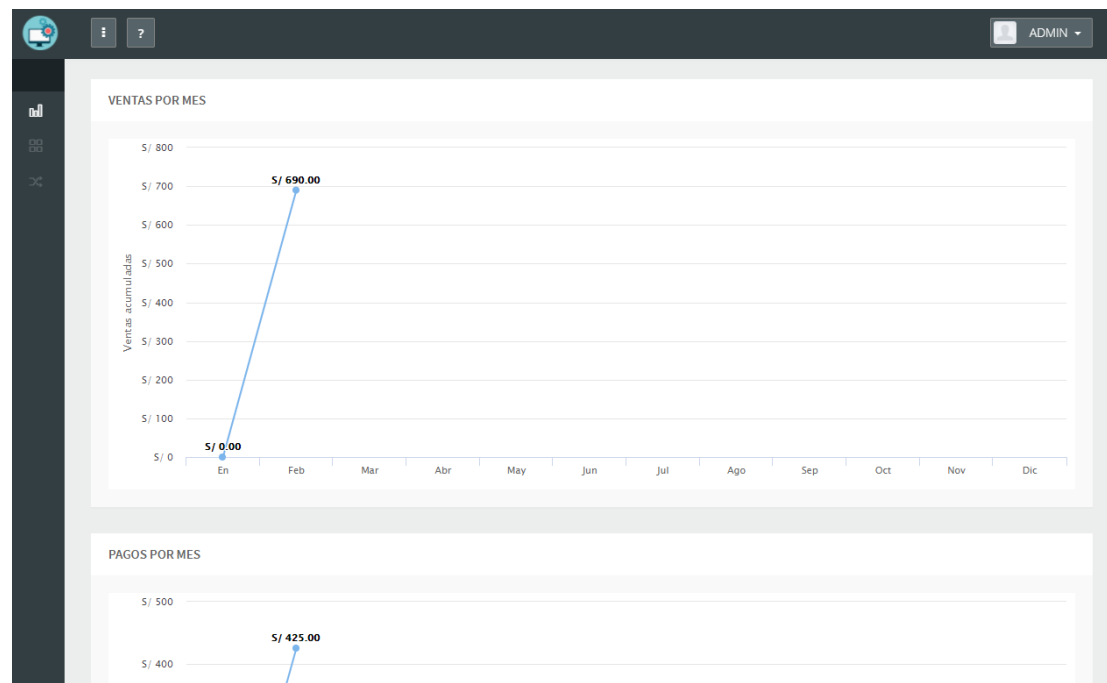 ?
ADMIN
VENTAS POR MES
S/ 800
S/ 700
S/ 600
S/ 500
S/ 400
S/ 300
S/ 200
S/ 100
S/ 0
Ventas acumuladas
S/ 690.00
S/ 0.00
En Feb Mar Abr May Jun Jul Ago Sep Oct Nov Dic
PAGOS POR MES
S/ 500
S/ 425.00
S/ 400